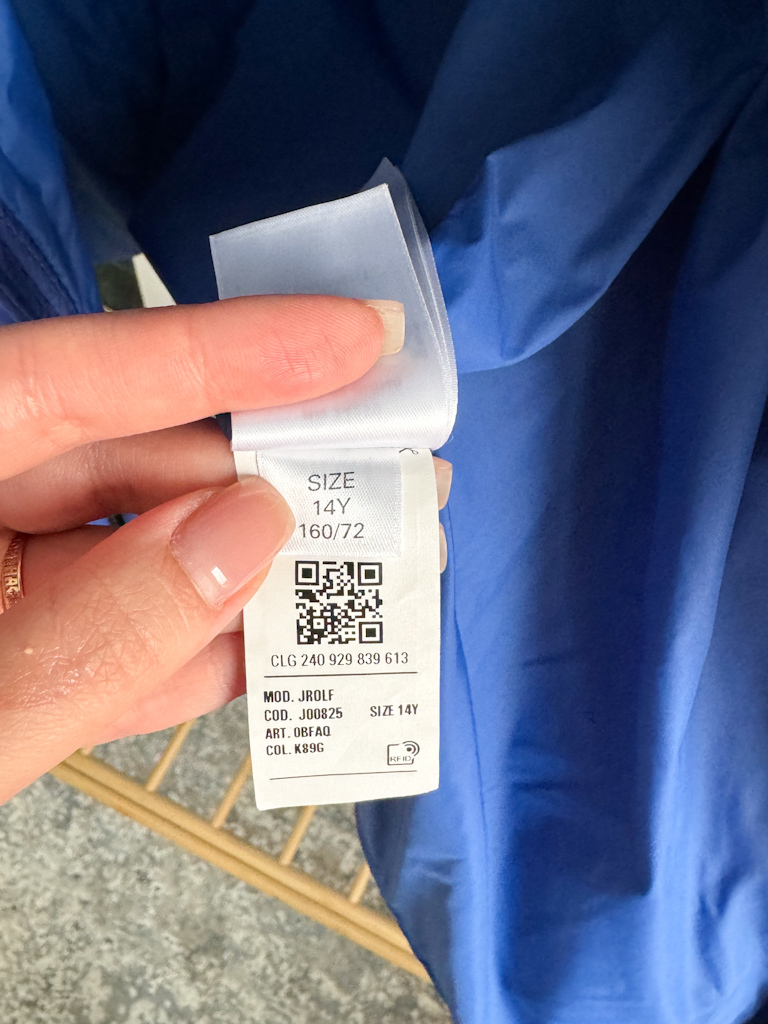 SIZE
14Y
160/72
CLG 240 929 839 613
MOD. JROLF
COD. J00825 SIZE 14Y
ART. 0BFAQ
COL. K89G
RFID